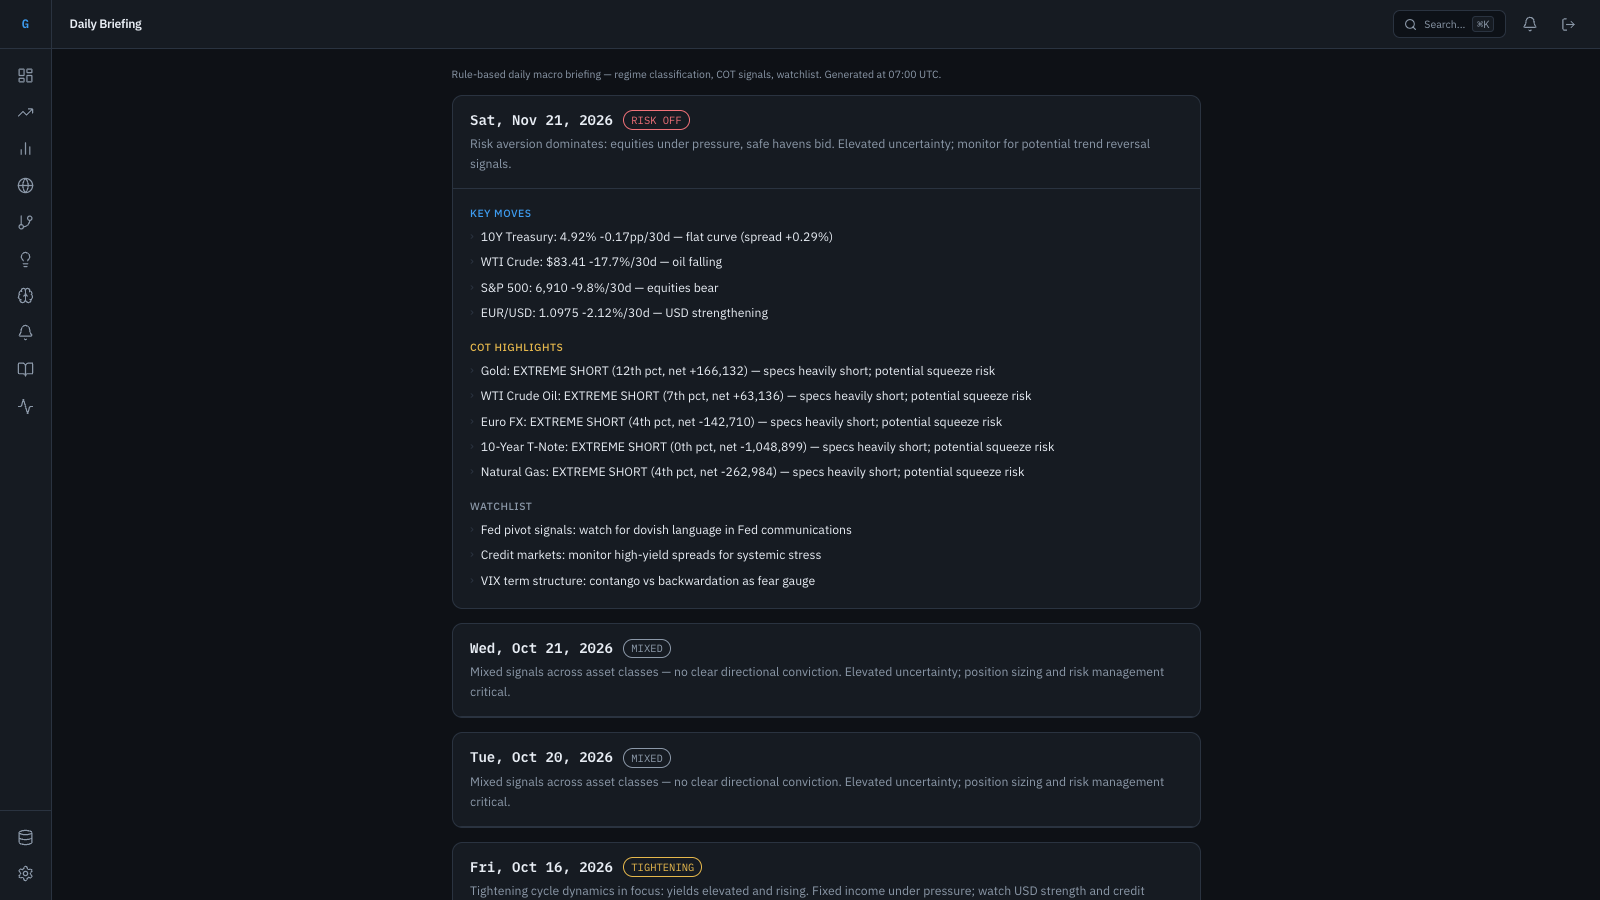 G
Daily Briefing
Search...
⌘K
Rule-based daily macro briefing — regime classification, COT signals, watchlist. Generated at 07:00 UTC.
Sat, Nov 21, 2026
RISK OFF
Risk aversion dominates: equities under pressure, safe havens bid. Elevated uncertainty; monitor for potential trend reversal
signals.
KEY MOVES
› 10Y Treasury: 4.92% -0.17pp/30d — flat curve (spread +0.29%)
› WTI Crude: $83.41 -17.7%/30d — oil falling
› S&P 500: 6,910 -9.8%/30d — equities bear
› EUR/USD: 1.0975 -2.12%/30d — USD strengthening
COT HIGHLIGHTS
› Gold: EXTREME SHORT (12th pct, net +166,132) — specs heavily short; potential squeeze risk
› WTI Crude Oil: EXTREME SHORT (7th pct, net +63,136) — specs heavily short; potential squeeze risk
› Euro FX: EXTREME SHORT (4th pct, net -142,710) — specs heavily short; potential squeeze risk
› 10-Year T-Note: EXTREME SHORT (0th pct, net -1,048,899) — specs heavily short; potential squeeze risk
› Natural Gas: EXTREME SHORT (4th pct, net -262,984) — specs heavily short; potential squeeze risk
WATCHLIST
› Fed pivot signals: watch for dovish language in Fed communications
› Credit markets: monitor high-yield spreads for systemic stress
› VIX term structure: contango vs backwardation as fear gauge
Wed, Oct 21, 2026
MIXED
Mixed signals across asset classes — no clear directional conviction. Elevated uncertainty; position sizing and risk management
critical.
Tue, Oct 20, 2026
MIXED
Mixed signals across asset classes — no clear directional conviction. Elevated uncertainty; position sizing and risk management
critical.
Fri, Oct 16, 2026
TIGHTENING
Tightening cycle dynamics in focus: yields elevated and rising. Fixed income under pressure; watch USD strength and credit